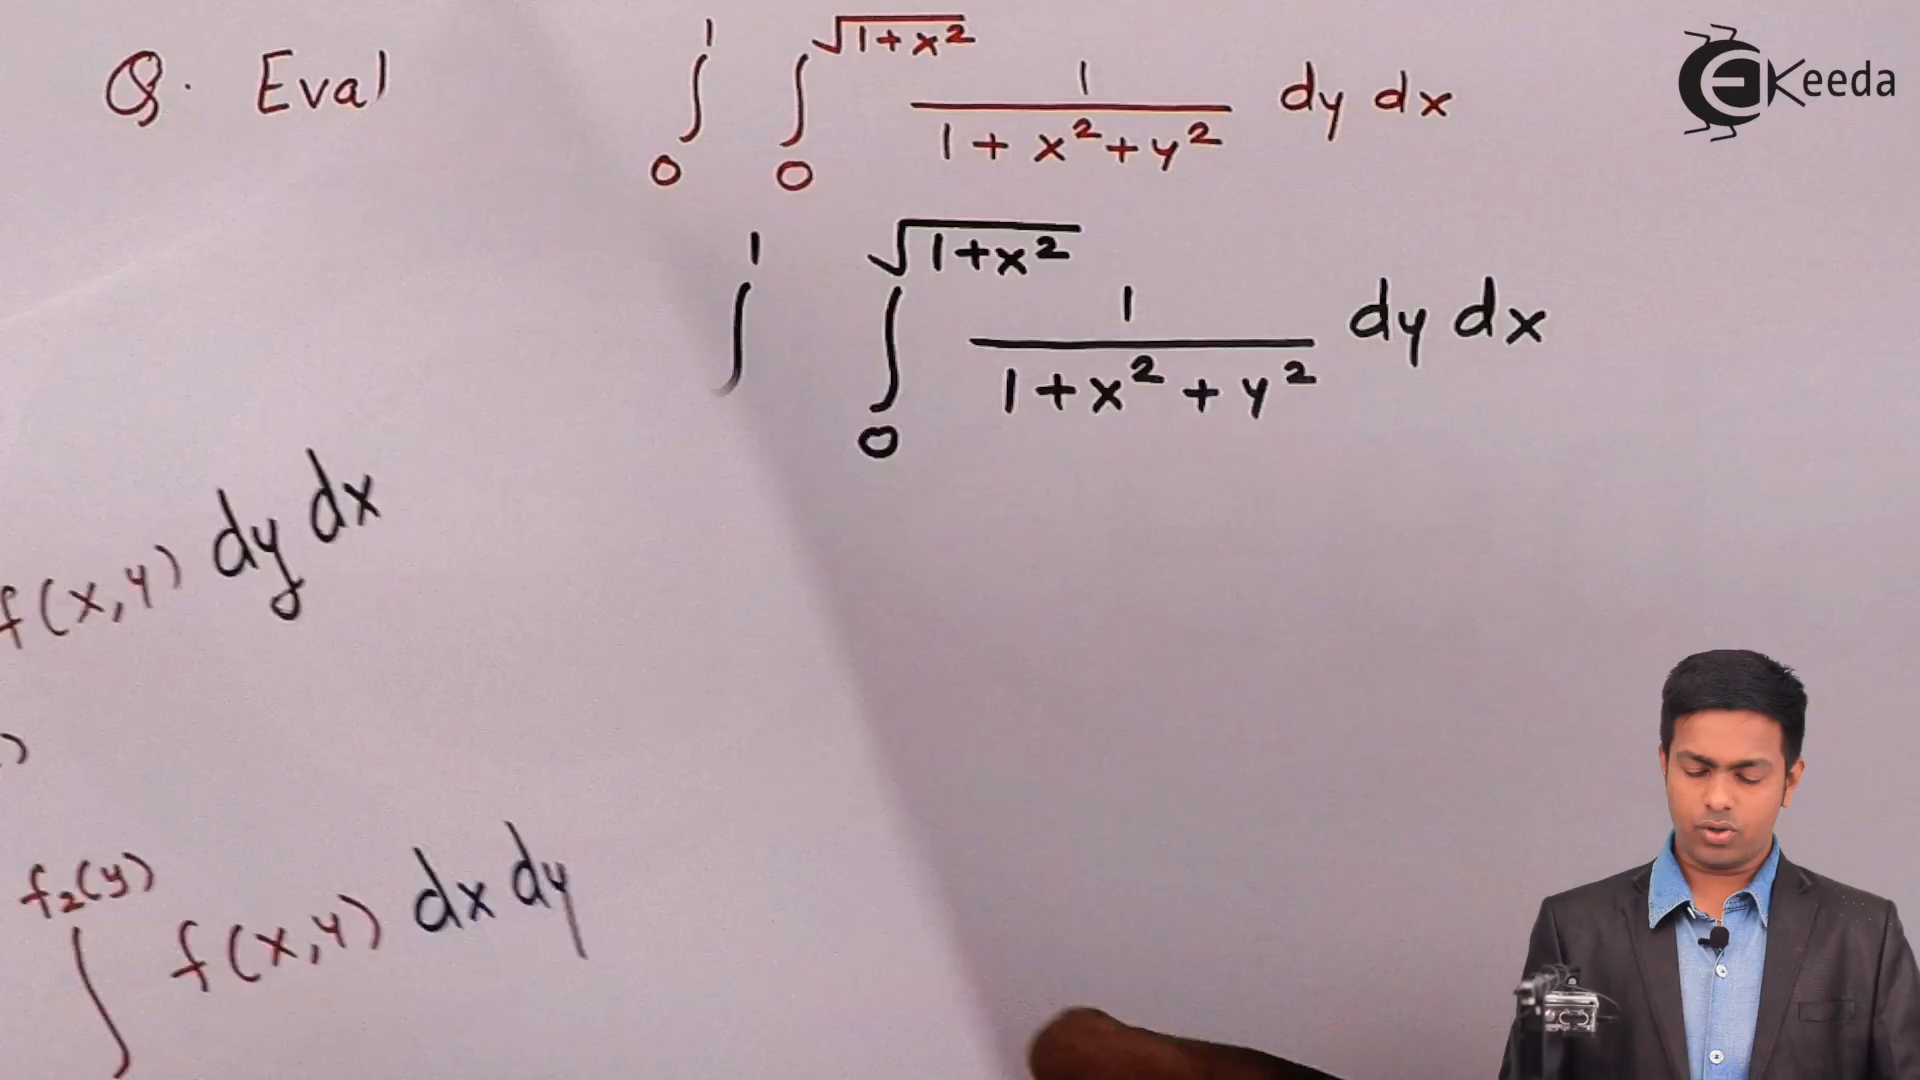 Q. Eval ∫₀¹ ∫₀^√(1+x²) 1/(1+x²+y²) dy dx
∫¹ ∫₀^√(1+x²) 1/(1+x²+y²) dy dx
f(x,y) dy dx
)
f₂(y)
∫ f(x,y) dx dy
EKeeda